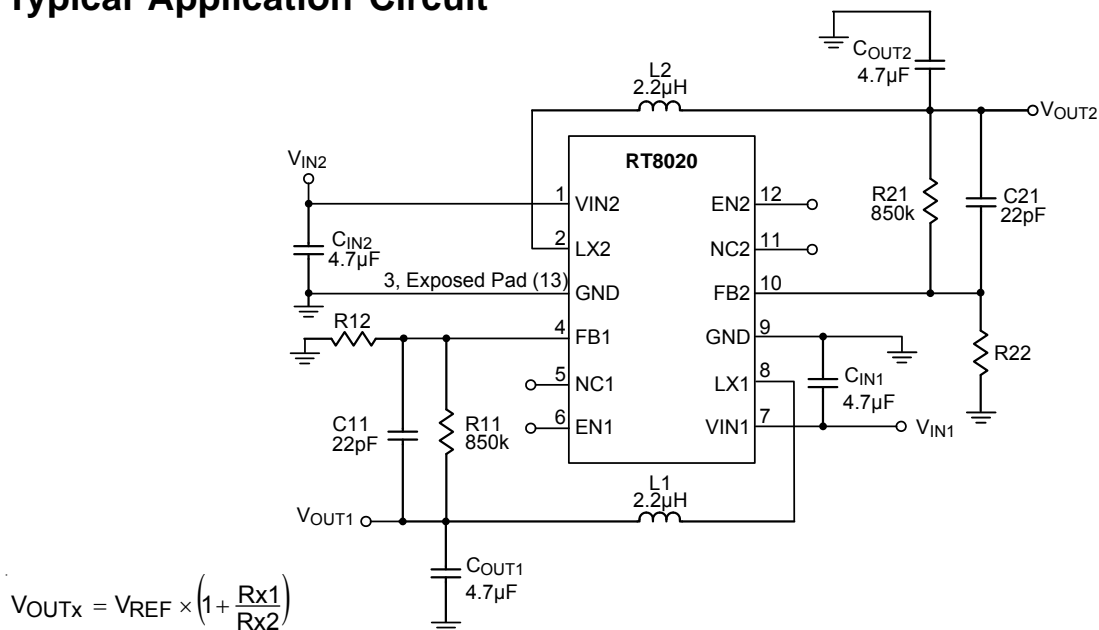 Typical Application Circuit
COUT2
4.7µF
L2
2.2µH
VOUT2
VIN2
RT8020
1
VIN2
EN2
12
R21
850k
C21
22pF
2
LX2
NC2
11
CIN2
4.7µF
3, Exposed Pad (13)
GND
FB2
10
R12
4
FB1
GND
9
R22
5
NC1
LX1
8
CIN1
4.7µF
C11
22pF
R11
850k
6
EN1
VIN1
7
VIN1
L1
2.2µH
VOUT1
COUT1
4.7µF
VOUTx = VREF × (1 + Rx1/Rx2)